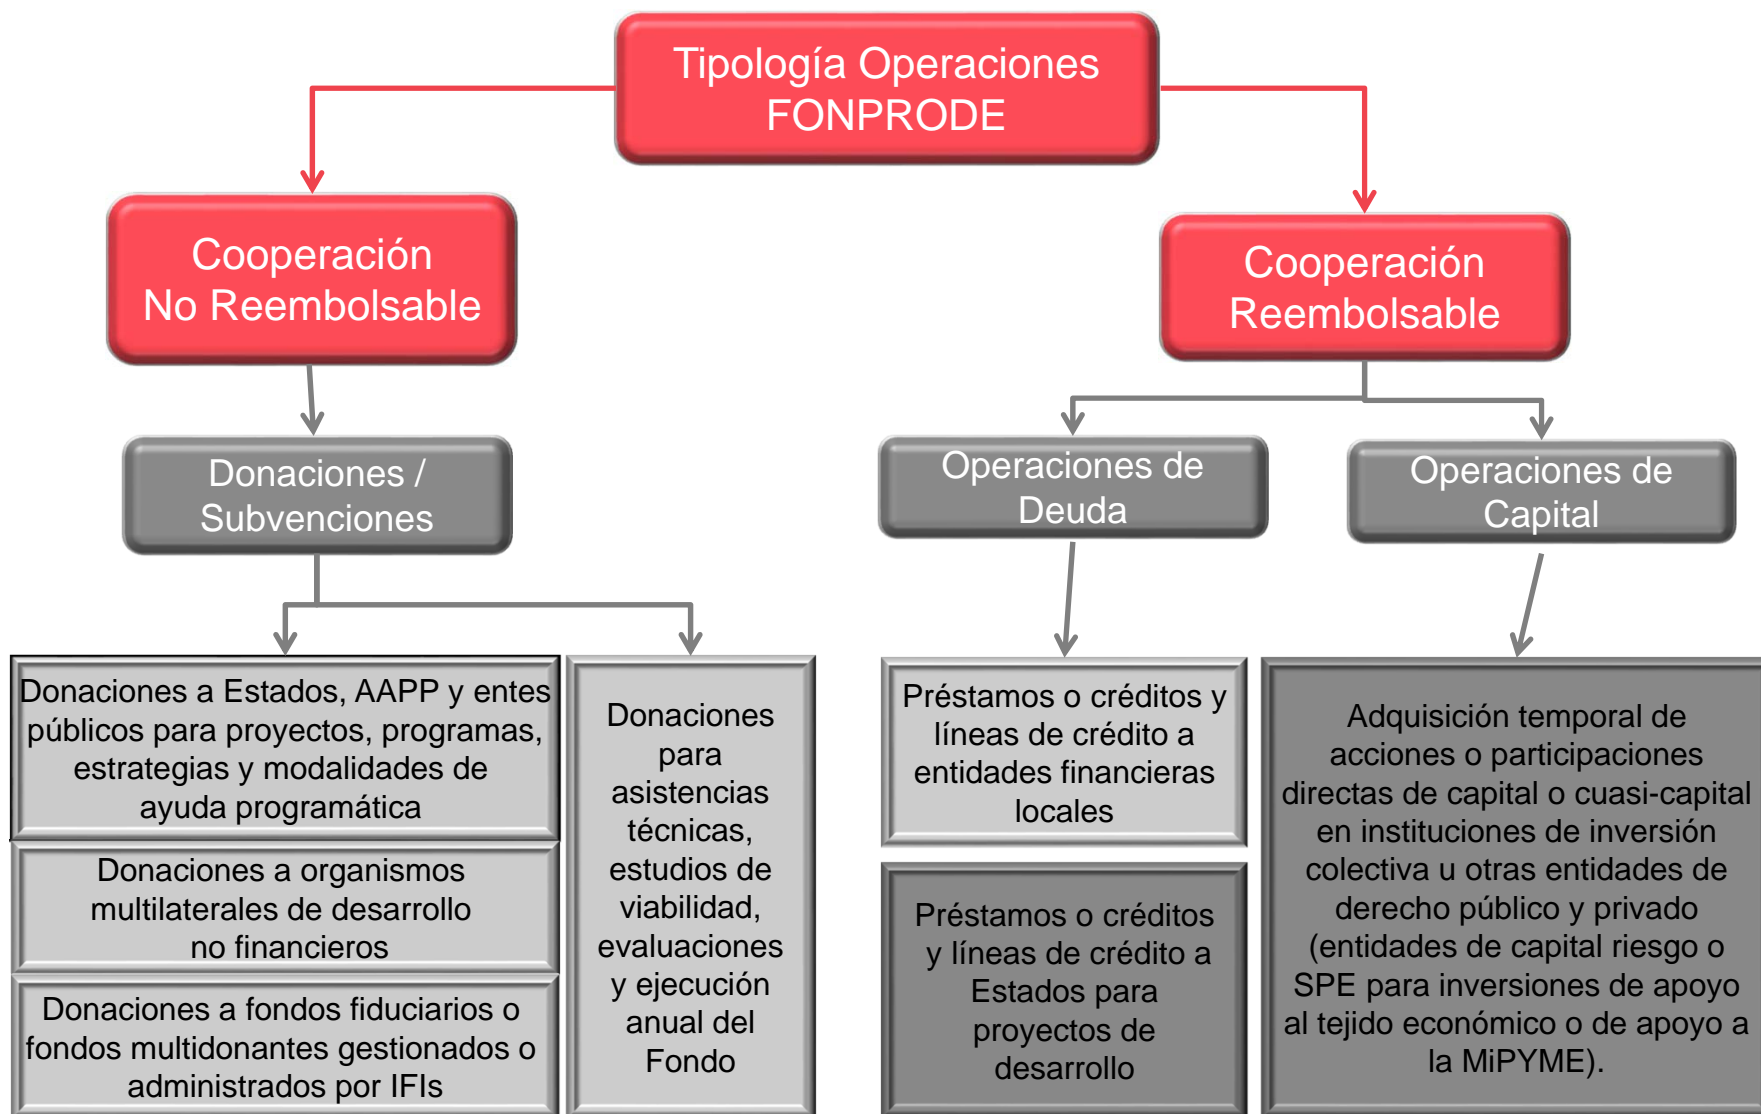 Tipología Operaciones
FONPRODE
Cooperación
No Reembolsable
Cooperación
Reembolsable
Donaciones /
Subvenciones
Operaciones de
Deuda
Operaciones de
Capital
Donaciones a Estados, AAPP y entes
públicos para proyectos, programas,
estrategias y modalidades de
ayuda programática
Donaciones a organismos
multilaterales de desarrollo
no financieros
Donaciones a fondos fiduciarios o
fondos multidonantes gestionados o
administrados por IFIs
Donaciones
para
asistencias
técnicas,
estudios de
viabilidad,
evaluaciones
y ejecución
anual del
Fondo
Préstamos o créditos y
líneas de crédito a
entidades financieras
locales
Préstamos o créditos
y líneas de crédito a
Estados para
proyectos de
desarrollo
Adquisición temporal de
acciones o participaciones
directas de capital o cuasi-capital
en instituciones de inversión
colectiva u otras entidades de
derecho público y privado
(entidades de capital riesgo o
SPE para inversiones de apoyo
al tejido económico o de apoyo a
la MiPYME).